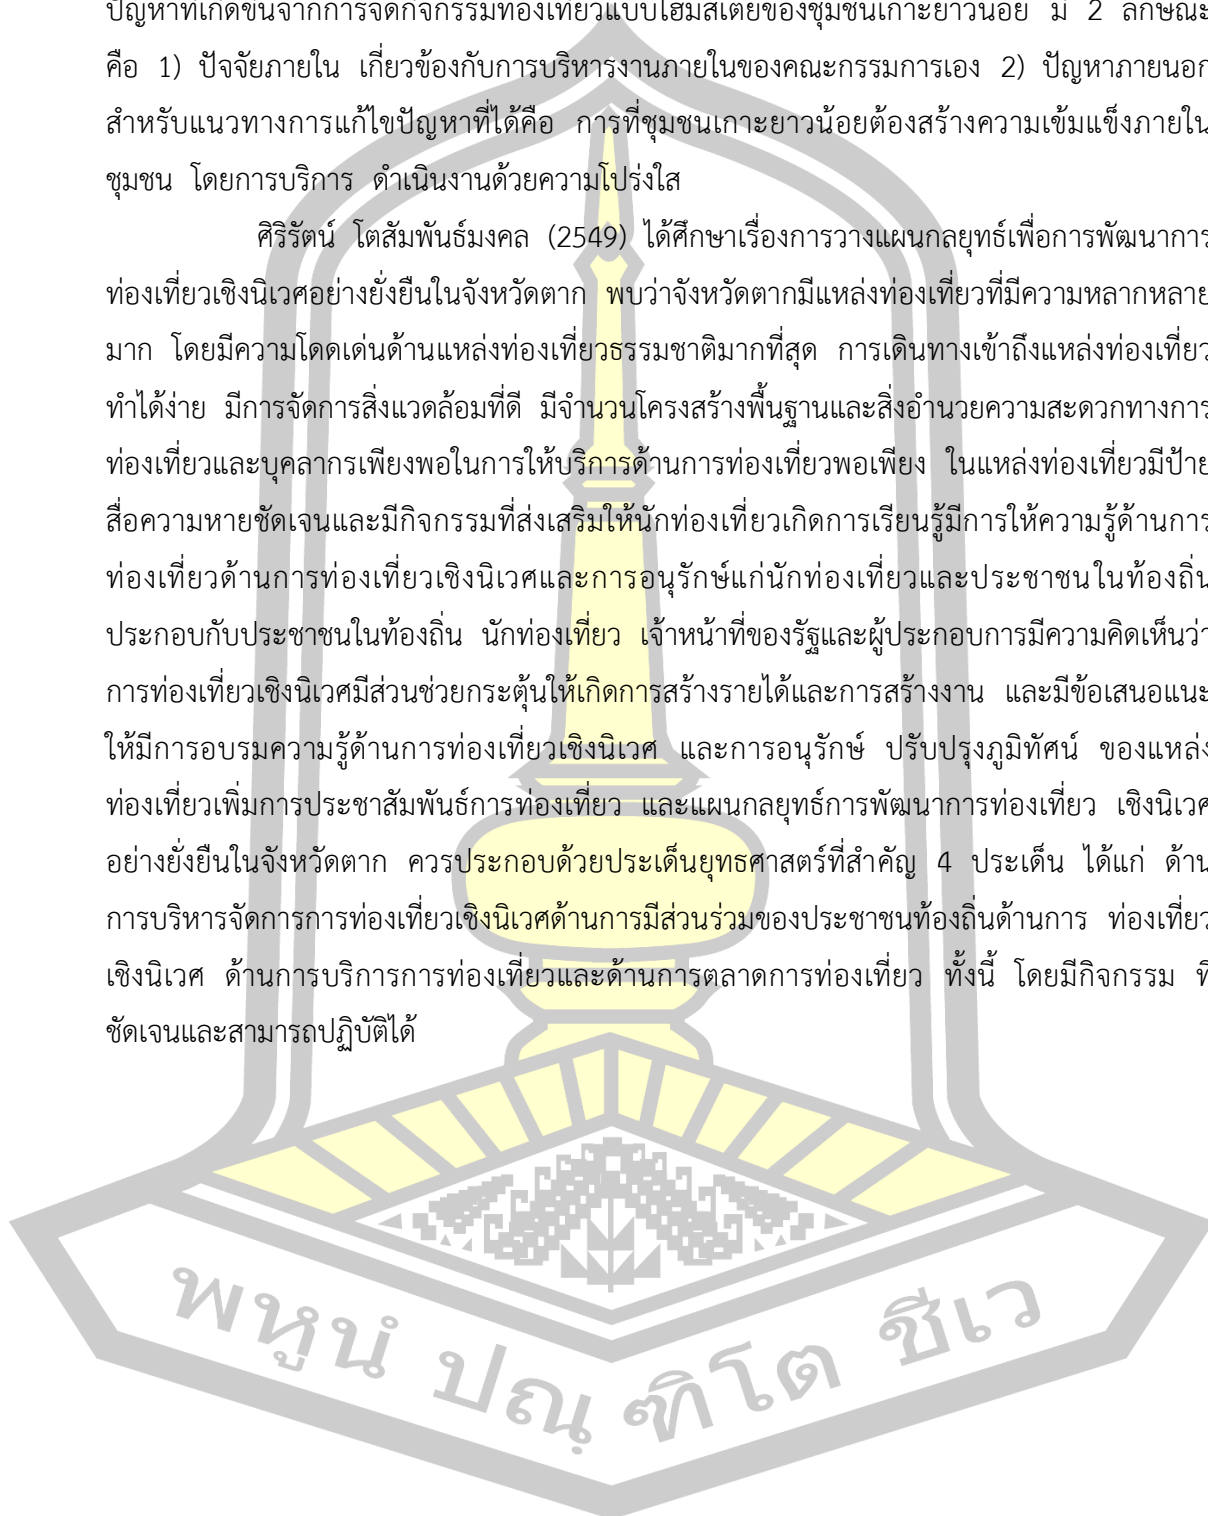 ปัญหาที่เกิดขึ้นจากการจัดกิจกรรมท่องเที่ยวแบบโฮมสเตย์ของชุมชนเกาะยาวน้อย มี 2 ลักษณะ
คือ 1) ปัจจัยภายใน เกี่ยวข้องกับการบริหารงานภายในของคณะกรรมการเอง 2) ปัญหาภายนอก
สำหรับแนวทางการแก้ไขปัญหาที่ได้คือ การที่ชุมชนเกาะยาวน้อยต้องสร้างความเข้มแข็งภายใน
ชุมชน โดยการบริการ ดำเนินงานด้วยความโปร่งใส
ศิริรัตน์ โตสัมพันธ์มงคล (2549) ได้ศึกษาเรื่องการวางแผนกลยุทธ์เพื่อการพัฒนาการ
ท่องเที่ยวเชิงนิเวศอย่างยั่งยืนในจังหวัดตาก พบว่าจังหวัดตากมีแหล่งท่องเที่ยวที่มีความหลากหลาย
มาก โดยมีความโดดเด่นด้านแหล่งท่องเที่ยวธรรมชาติมากที่สุด การเดินทางเข้าถึงแหล่งท่องเที่ยว
ทำได้ง่าย มีการจัดการสิ่งแวดล้อมที่ดี มีจำนวนโครงสร้างพื้นฐานและสิ่งอำนวยความสะดวกทางการ
ท่องเที่ยวและบุคลากรเพียงพอในการให้บริการด้านการท่องเที่ยวพอเพียง ในแหล่งท่องเที่ยวมีป้าย
สื่อความหายชัดเจนและมีกิจกรรมที่ส่งเสริมให้นักท่องเที่ยวเกิดการเรียนรู้มีการให้ความรู้ด้านการ
ท่องเที่ยวด้านการท่องเที่ยวเชิงนิเวศและการอนุรักษ์แก่นักท่องเที่ยวและประชาชนในท้องถิ่น
ประกอบกับประชาชนในท้องถิ่น นักท่องเที่ยว เจ้าหน้าที่ของรัฐและผู้ประกอบการมีความคิดเห็นว่า
การท่องเที่ยวเชิงนิเวศมีส่วนช่วยกระตุ้นให้เกิดการสร้างรายได้และการสร้างงาน และมีข้อเสนอแนะ
ให้มีการอบรมความรู้ด้านการท่องเที่ยวเชิงนิเวศ และการอนุรักษ์ ปรับปรุงภูมิทัศน์ ของแหล่ง
ท่องเที่ยวเพิ่มการประชาสัมพันธ์การท่องเที่ยว และแผนกลยุทธ์การพัฒนาการท่องเที่ยว เชิงนิเวศ
อย่างยั่งยืนในจังหวัดตาก ควรประกอบด้วยประเด็นยุทธศาสตร์ที่สำคัญ 4 ประเด็น ได้แก่ ด้าน
การบริหารจัดการการท่องเที่ยวเชิงนิเวศด้านการมีส่วนร่วมของประชาชนท้องถิ่นด้านการ ท่องเที่ยว
เชิงนิเวศ ด้านการบริการการท่องเที่ยวและด้านการตลาดการท่องเที่ยว ทั้งนี้ โดยมีกิจกรรม ที่
ชัดเจนและสามารถปฏิบัติได้
พหูนํ ปณฺ ฑิโต ชีเว